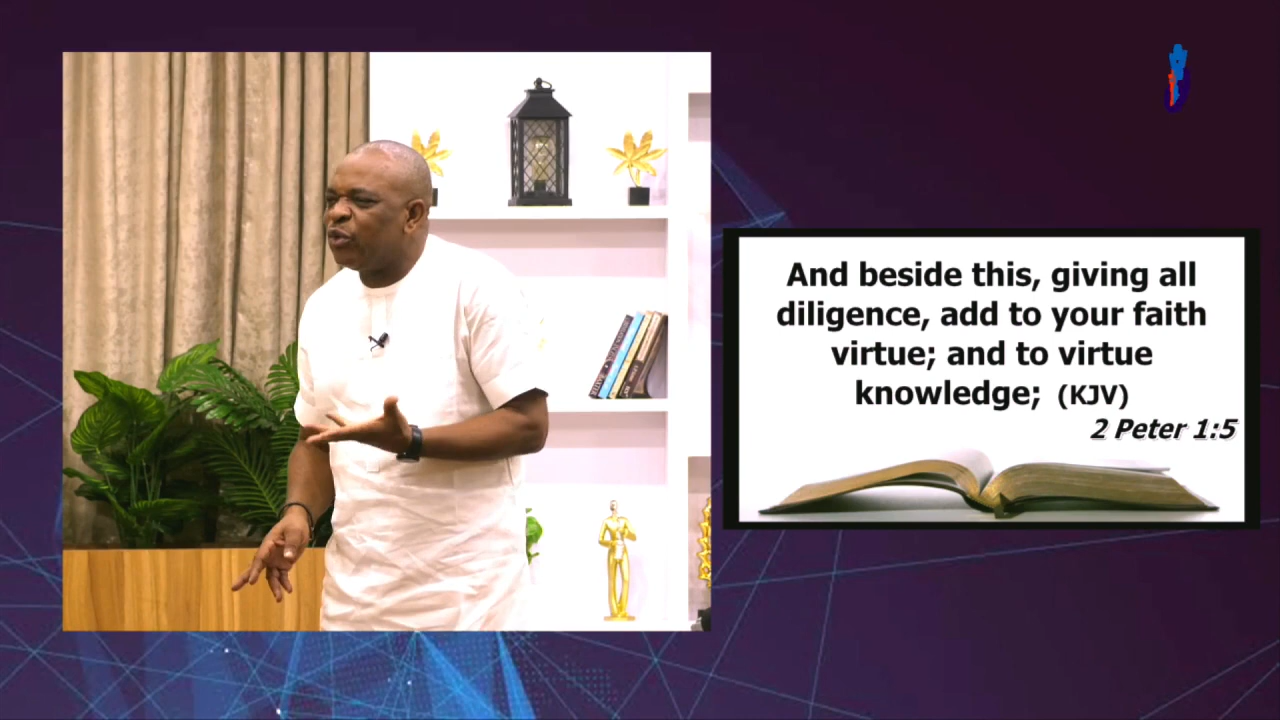 And beside this, giving all
diligence, add to your faith
virtue; and to virtue
knowledge; (KJV)
2 Peter 1:5